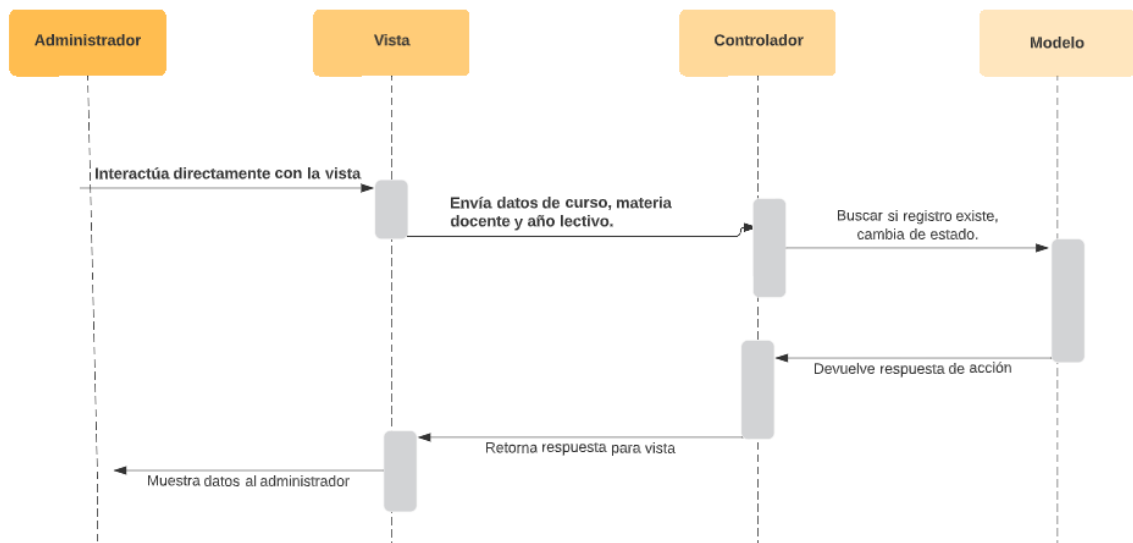 Administrador
Vista
Controlador
Modelo
Interactúa directamente con la vista
Envía datos de curso, materia
docente y año lectivo.
Buscar si registro existe,
cambia de estado.
Devuelve respuesta de acción
Retorna respuesta para vista
Muestra datos al administrador